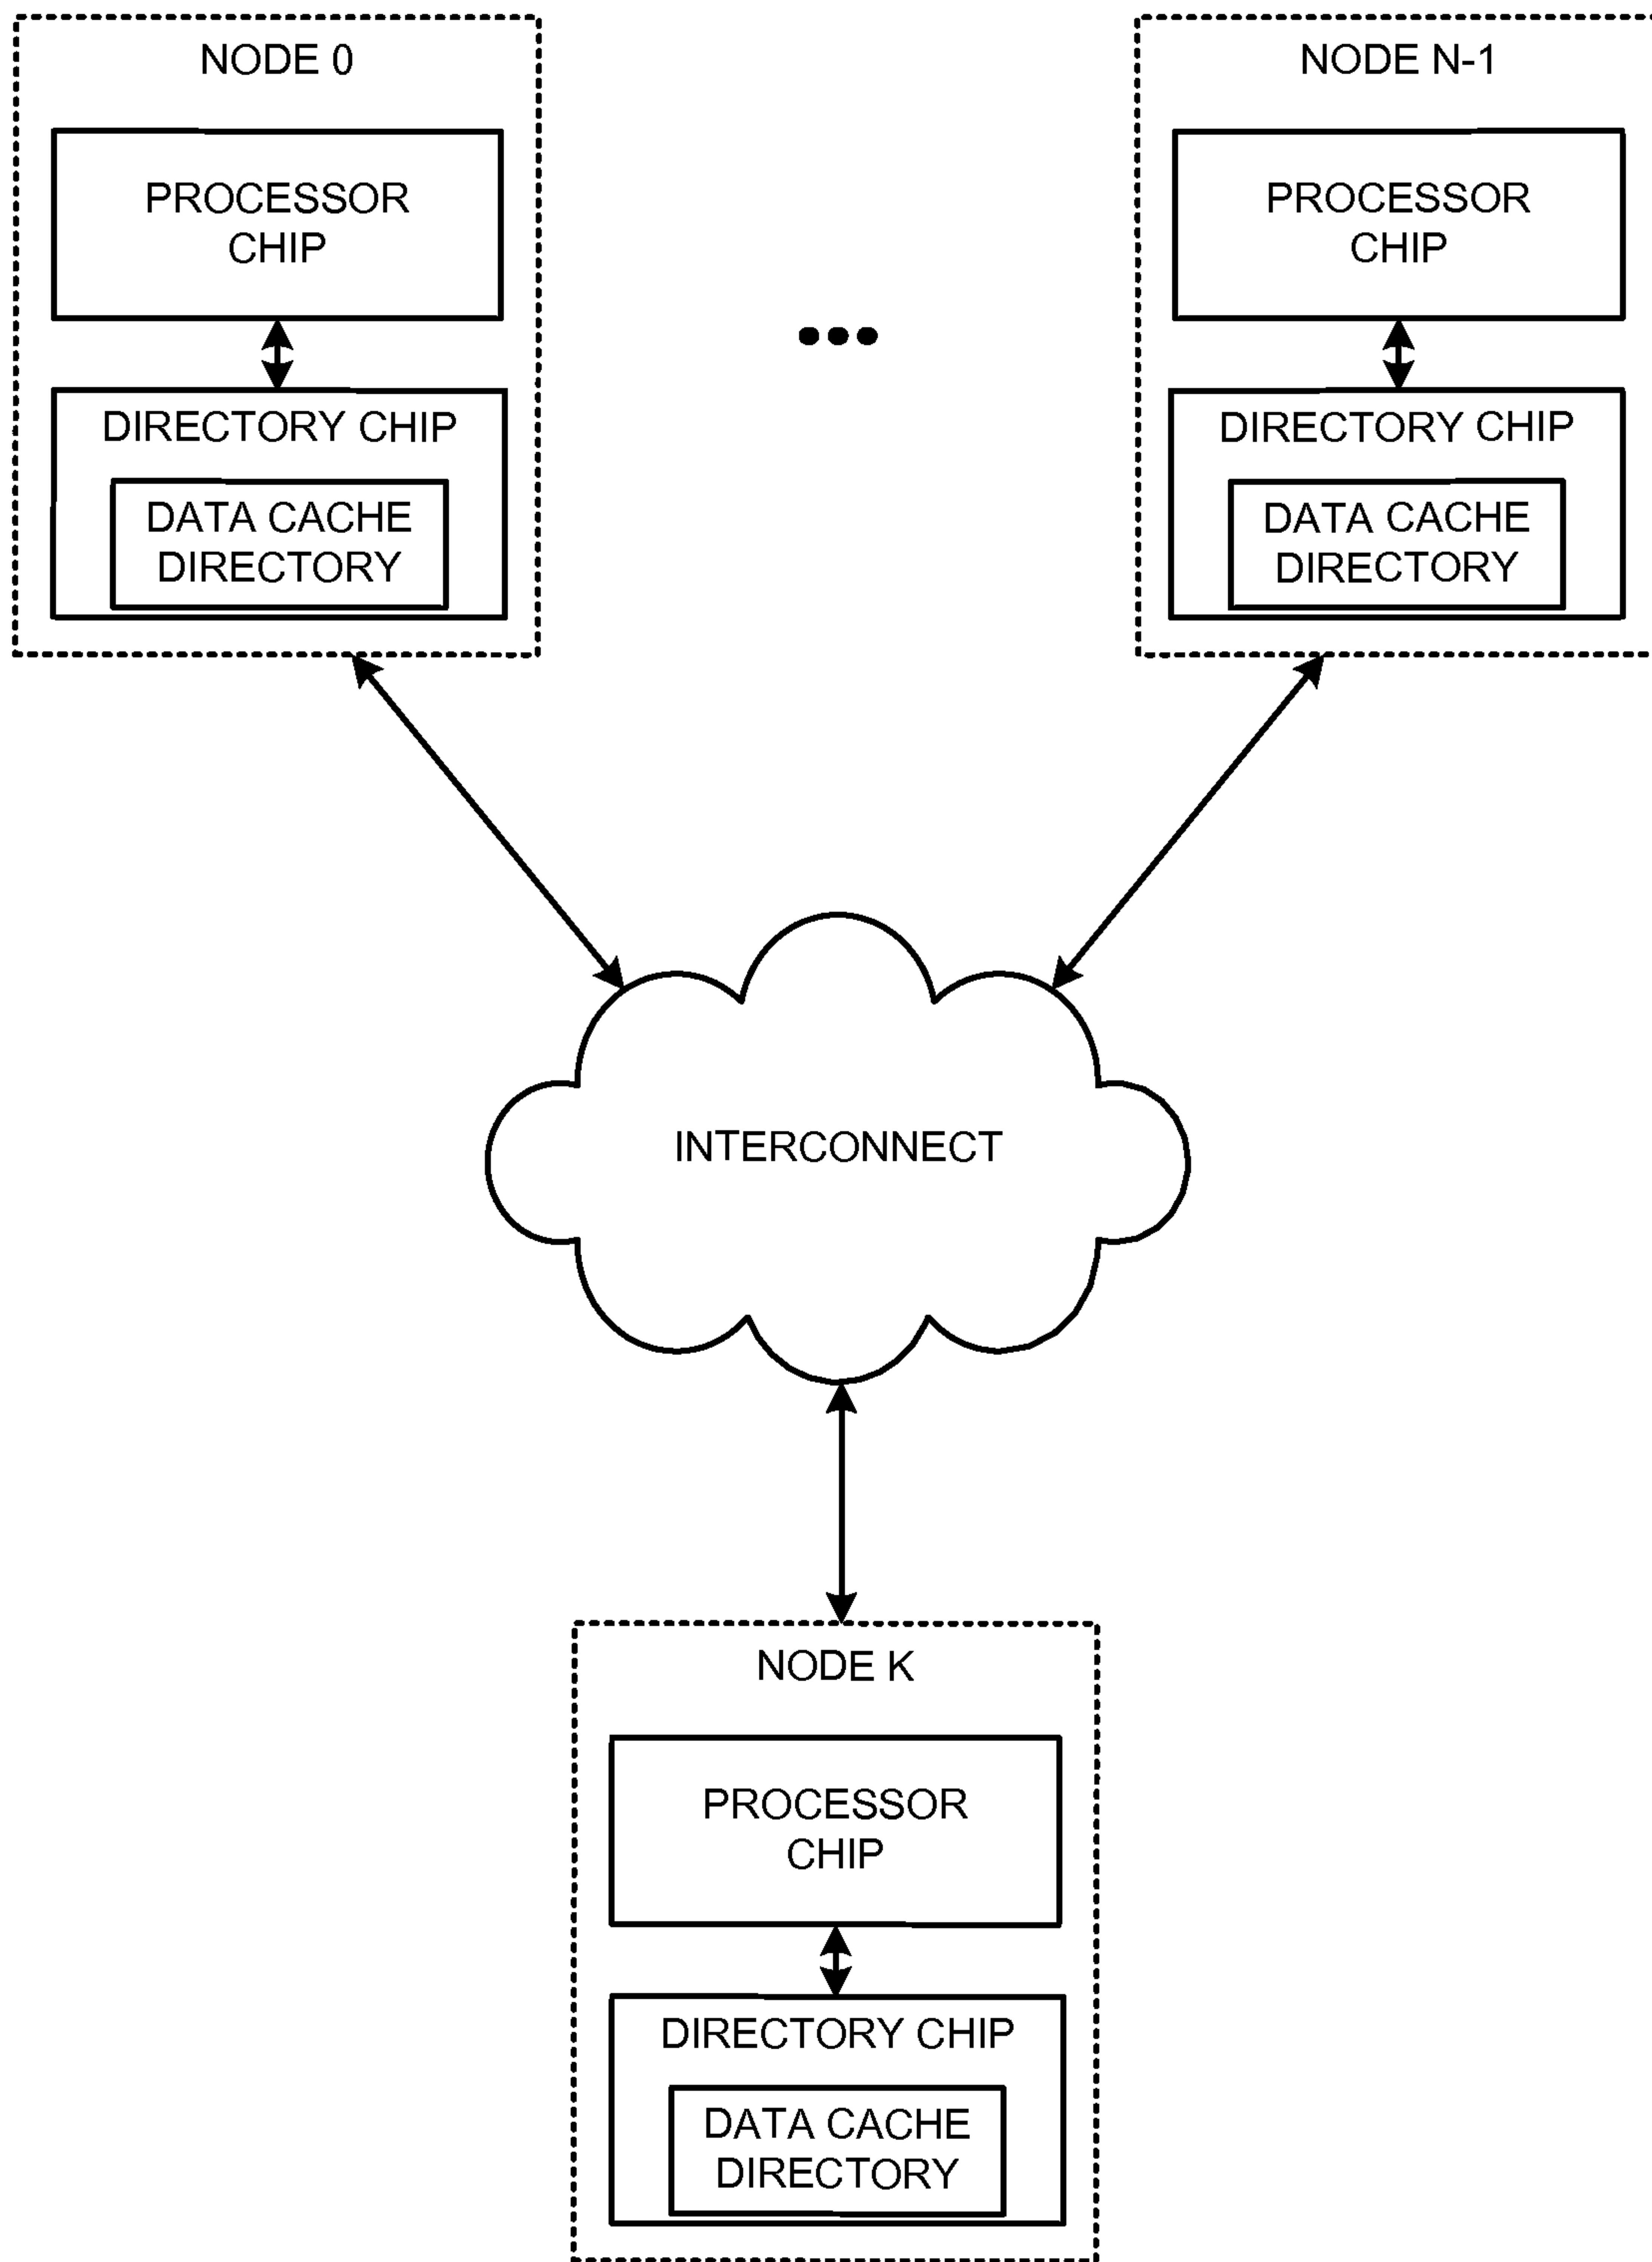 NODE 0
PROCESSOR
CHIP
DIRECTORY CHIP
DATA CACHE
DIRECTORY
...
NODE N-1
PROCESSOR
CHIP
DIRECTORY CHIP
DATA CACHE
DIRECTORY
INTERCONNECT
NODE K
PROCESSOR
CHIP
DIRECTORY CHIP
DATA CACHE
DIRECTORY